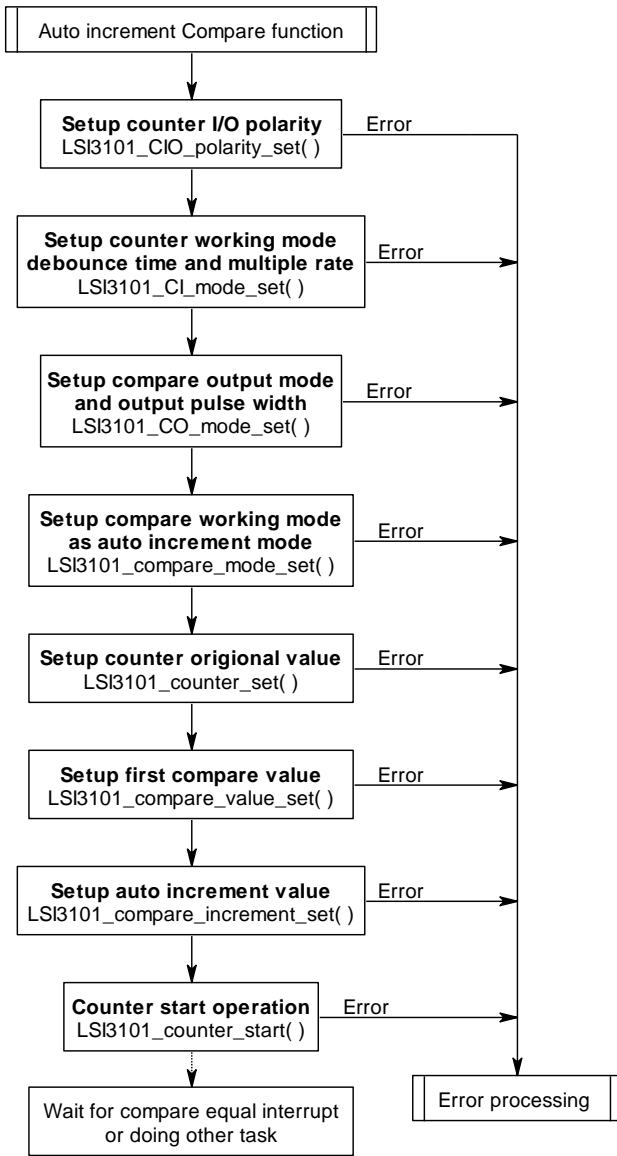 Auto increment Compare function
Setup counter I/O polarity
LSI3101_CIO_polarity_set( )
Error
Setup counter working mode
debounce time and multiple rate
LSI3101_CI_mode_set( )
Error
Setup compare output mode
and output pulse width
LSI3101_CO_mode_set( )
Error
Setup compare working mode
as auto increment mode
LSI3101_compare_mode_set( )
Error
Setup counter origional value
LSI3101_counter_set( )
Error
Setup first compare value
LSI3101_compare_value_set( )
Error
Setup auto increment value
LSI3101_compare_increment_set( )
Error
Counter start operation
LSI3101_counter_start( )
Error
Wait for compare equal interrupt
or doing other task
Error processing